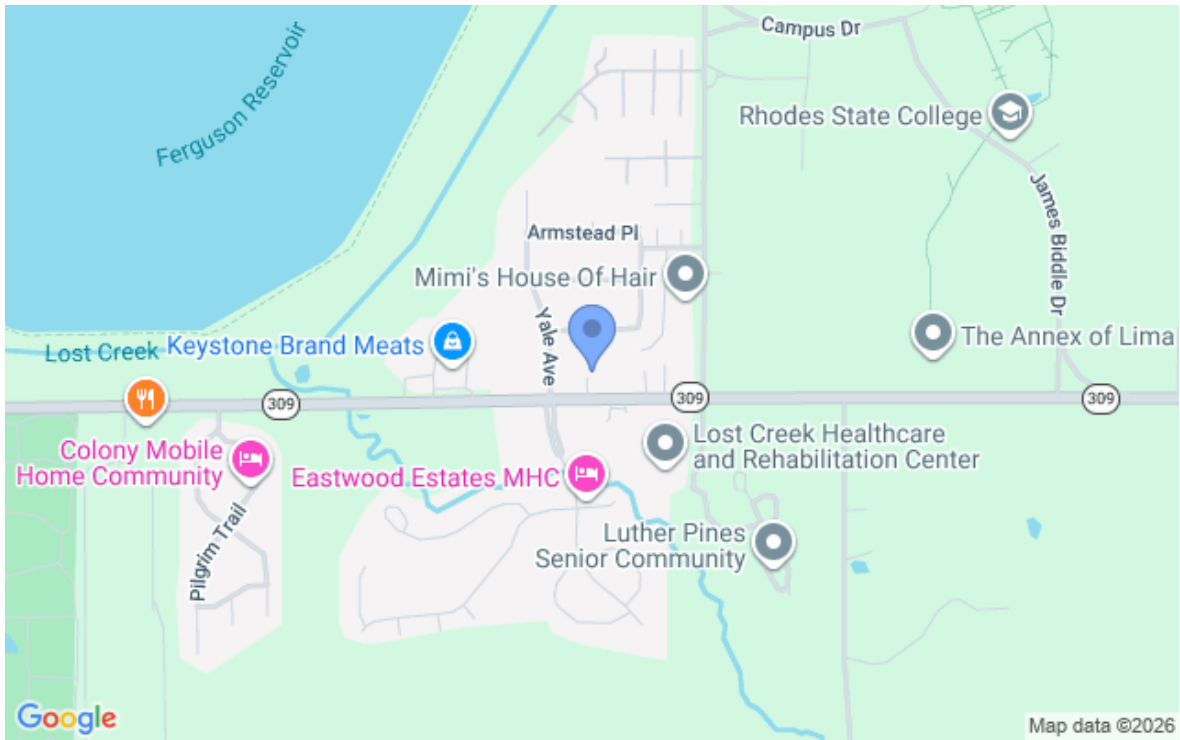 Campus Dr
Ferguson Reservoir
Rhodes State College
James Biddle Dr
Armstead Pl
Mimi's House Of Hair
Yale Ave
Lost Creek
Keystone Brand Meats
The Annex of Lima
309
309
309
Colony Mobile
Home Community
Lost Creek Healthcare
and Rehabilitation Center
Eastwood Estates MHC
Pilgrim Trail
Luther Pines
Senior Community
Google
Map data ©2026